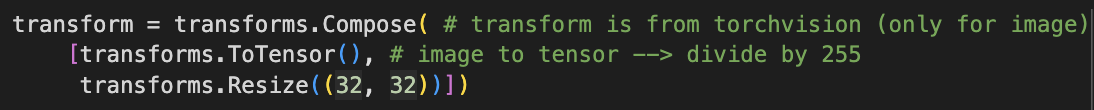 transform = transforms.Compose( # transform is from torchvision (only for image)
[transforms.ToTensor(), # image to tensor --> divide by 255
transforms.Resize((32, 32))])